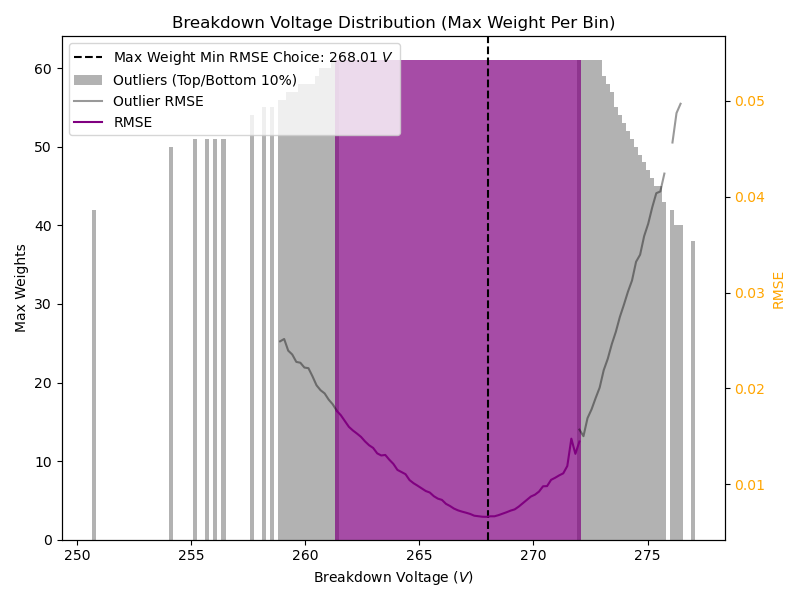 Breakdown Voltage Distribution (Max Weight Per Bin)
Max Weight Min RMSE Choice: 268.01 V
Outliers (Top/Bottom 10%)
Outlier RMSE
RMSE
Max Weights
60
50
40
30
20
10
0
0.05
0.04
0.03
0.02
0.01
RMSE
250 255 260 265 270 275
Breakdown Voltage (V)